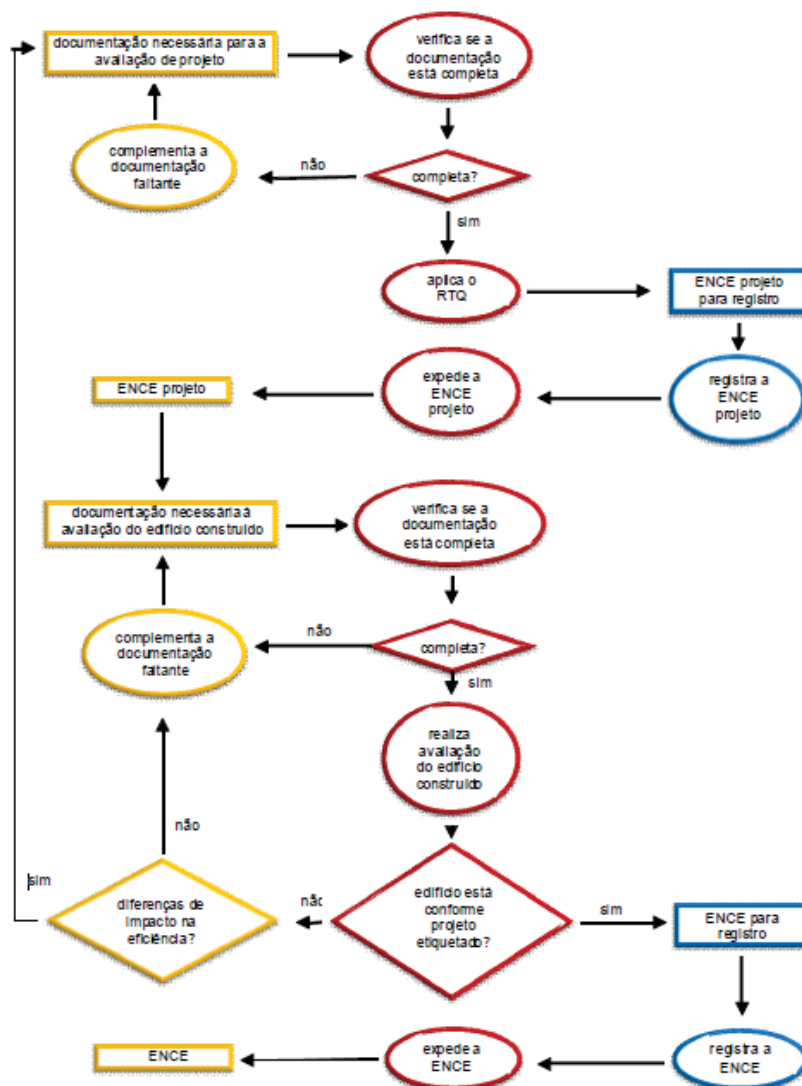 documentação necessária para a
avaliação de projeto
verifica se a
documentação
está completa
complementa a
documentação
faltante
não
completa?
sim
aplica o
RTQ
ENCE projeto
para registro
ENCE projeto
expede a
ENCE
projeto
registra a
ENCE
projeto
documentação necessária à
avaliação do edifício construído
verifica se a
documentação
está completa
complementa a
documentação
faltante
não
completa?
sim
realiza
avaliação
do edifício
construído
não
sim
diferenças de
impacto na
eficiência?
não
edifício está
conforme
projeto
etiquetado?
sim
ENCE para
registro
ENCE
expede a
ENCE
registra a
ENCE